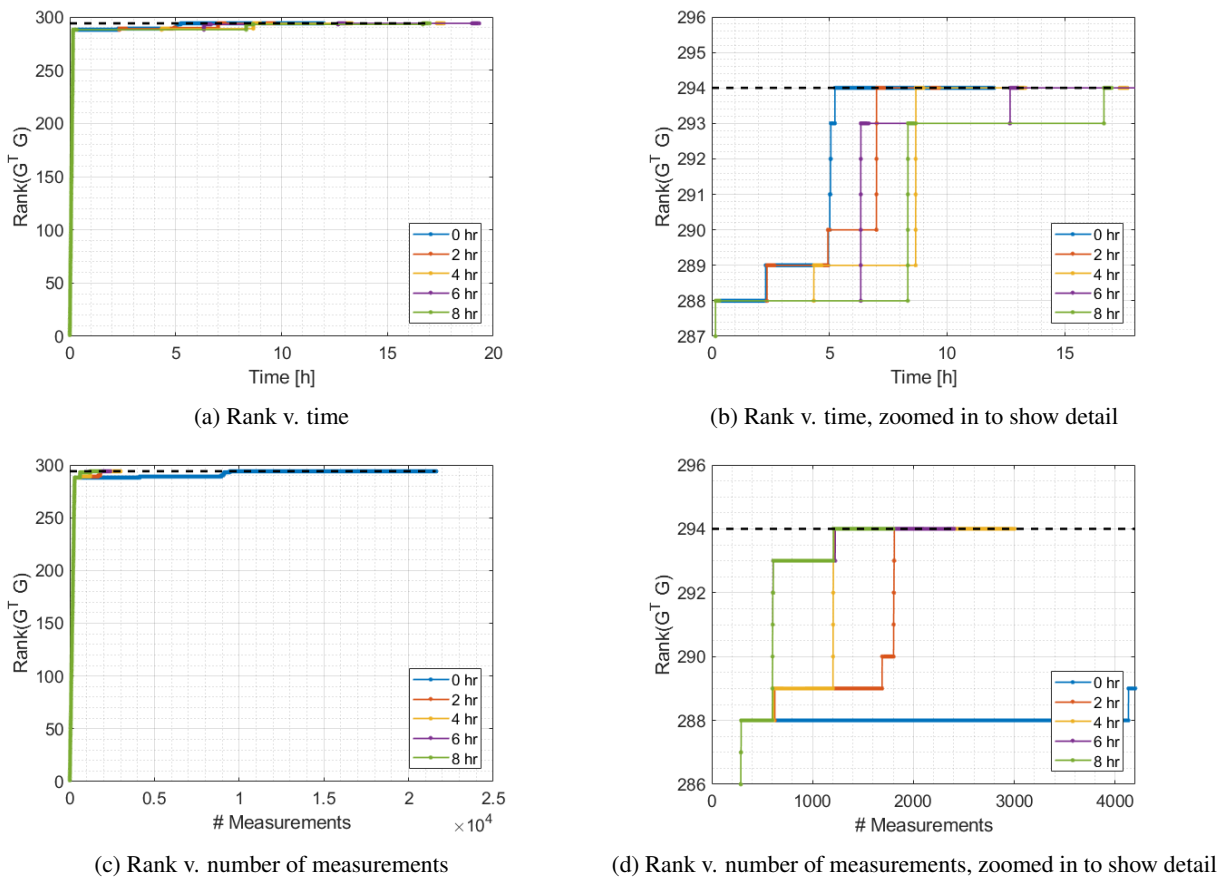 300
250
200
150
100
50
0
Rank(G^T G)
0 5 10 15 20
Time [h]
0 hr
2 hr
4 hr
6 hr
8 hr
(a) Rank v. time
296
295
294
293
292
291
290
289
288
287
Rank(G^T G)
0 5 10 15
Time [h]
0 hr
2 hr
4 hr
6 hr
8 hr
(b) Rank v. time, zoomed in to show detail
300
250
200
150
100
50
0
Rank(G^T G)
0 0.5 1 1.5 2 2.5
# Measurements
×10^4
0 hr
2 hr
4 hr
6 hr
8 hr
(c) Rank v. number of measurements
296
294
292
290
288
286
Rank(G^T G)
0 1000 2000 3000 4000
# Measurements
0 hr
2 hr
4 hr
6 hr
8 hr
(d) Rank v. number of measurements, zoomed in to show detail